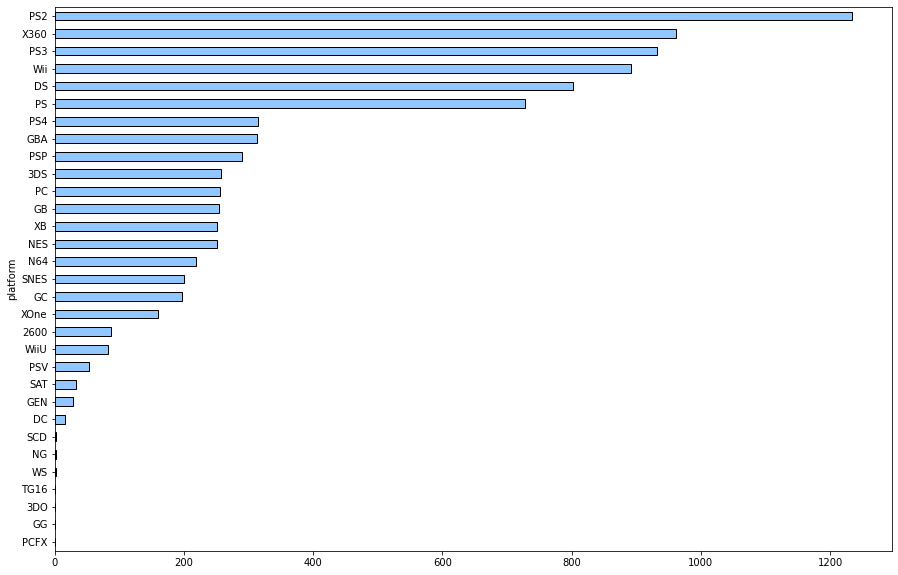 PS2
X360
PS3
Wii
DS
PS
PS4
GBA
PSP
3DS
PC
GB
XB
NES
N64
SNES
GC
XOne
2600
WiiU
PSV
SAT
GEN
DC
SCD
NG
WS
TG16
3DO
GG
PCFX
platform
0 200 400 600 800 1000 1200